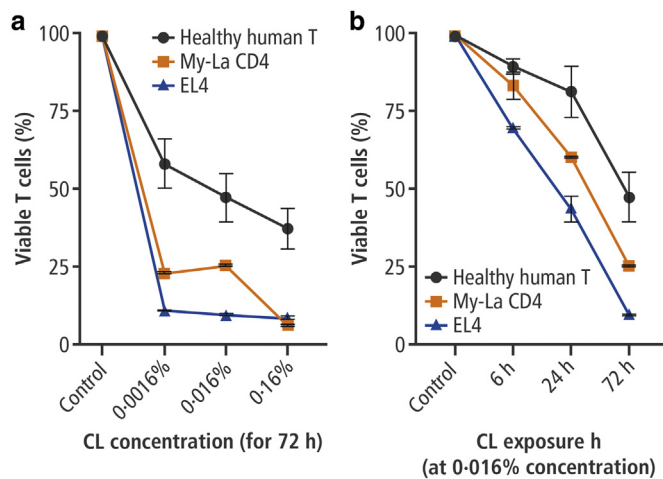 a
Viable T cells (%)
100
75
50
25
0
Healthy human T
My-La CD4
EL4
Control
0·0016%
0·016%
0·16%
CL concentration (for 72 h)
b
Viable T cells (%)
100
75
50
25
0
Healthy human T
My-La CD4
EL4
Control
6 h
24 h
72 h
CL exposure h
(at 0·016% concentration)